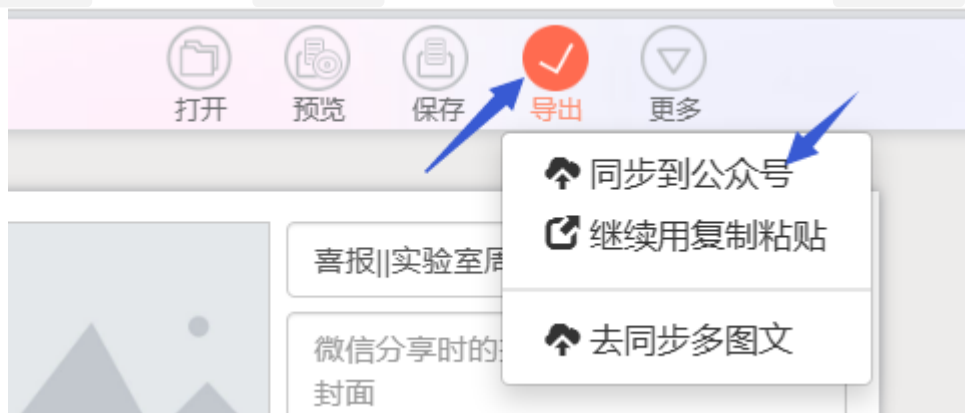 打开
预览
保存
导出
更多
同步到公众号
继续用复制粘贴
喜报||实验室
去同步多图文
微信分享时的
封面